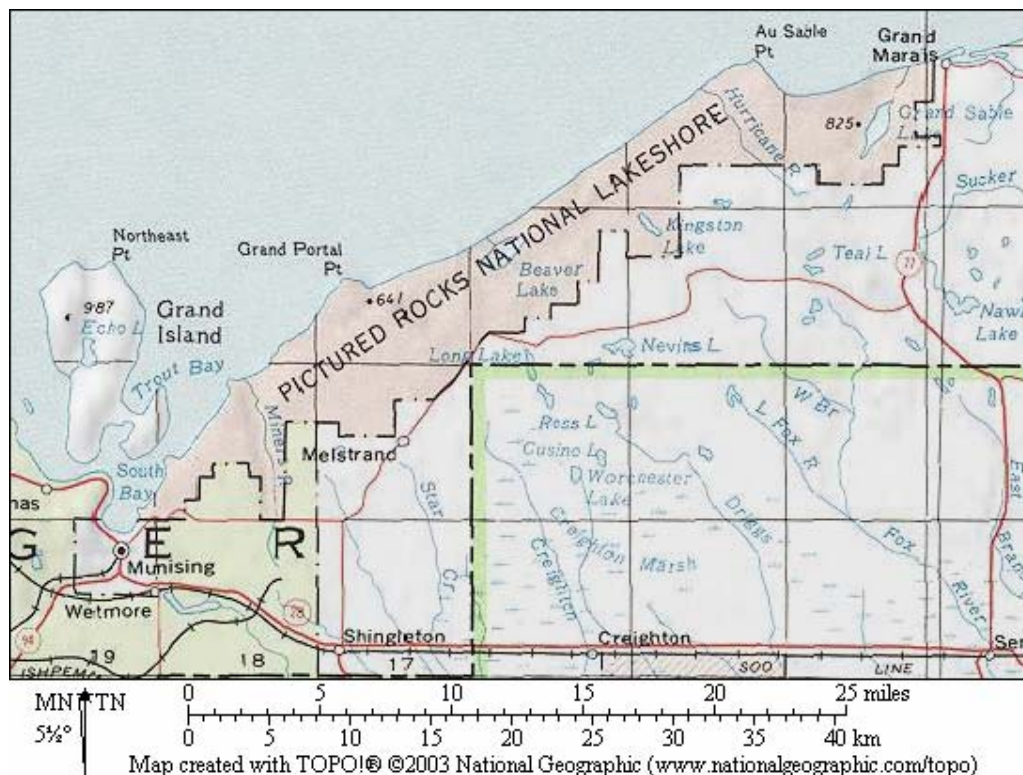 Au Sable
Pt
Grand
Marais
Hurricane R
825
Grand Sable
Lake
Sucker
PICTURED ROCKS NATIONAL LAKESHORE
Kingston
Lake
Northeast
Pt
Grand Portal
Pt
Teal L
77
Beaver
Lake
641
987
Echo L
Grand
Island
Lake
Trout Bay
Long Lake
Nevins L
Miners R
W Br
Ross L
L Fox R
Melstrand
Cusino L
South
Bay
Worchester
Lake
Star
Cr
Driggs
East
Bran
nas
G E R
Creighton
Marsh
Creighton
Fox
River
Munising
Wetmore
28
94
Shingleton
Creighton
Sen
19
18
17
SOO
LINE
ISHPEM
MN TN
5½°
0 5 10 15 20 25 miles
0 5 10 15 20 25 30 35 40 km
Map created with TOPO!® ©2003 National Geographic (www.nationalgeographic.com/topo)